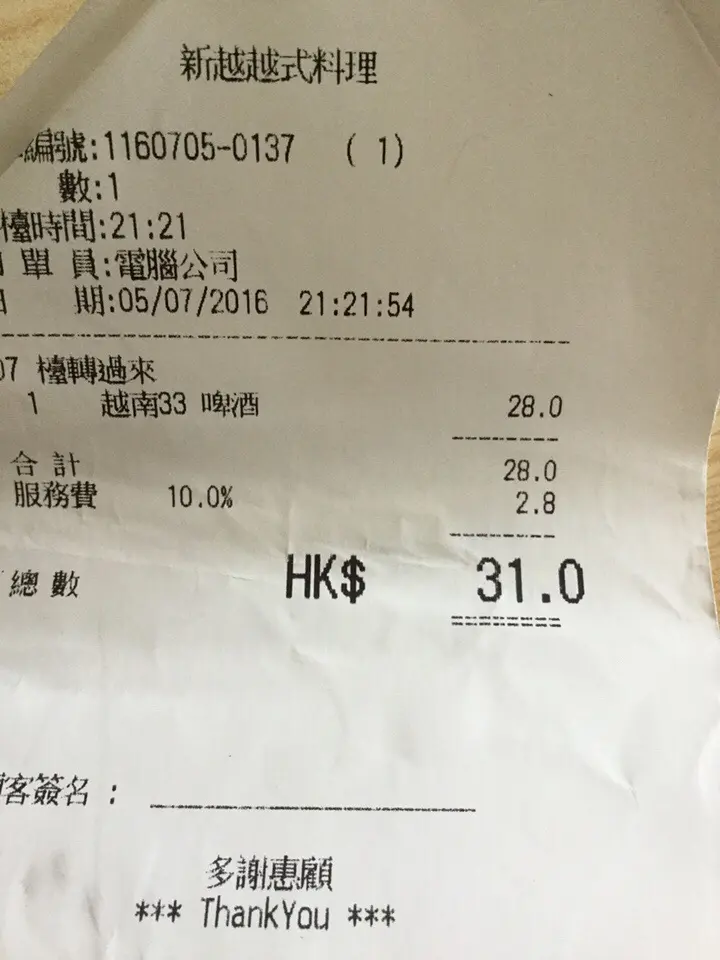 新越越式料理
編號:1160705-0137 ( 1)
數:1
檯時間:21:21
單 員:電腦公司
期:05/07/2016 21:21:54
07 檯轉過來
1 越南33 啤酒 28.0
合 計 28.0
服務費 10.0% 2.8
總 數 HK$ 31.0
客簽名 :
多謝惠顧
*** ThankYou ***